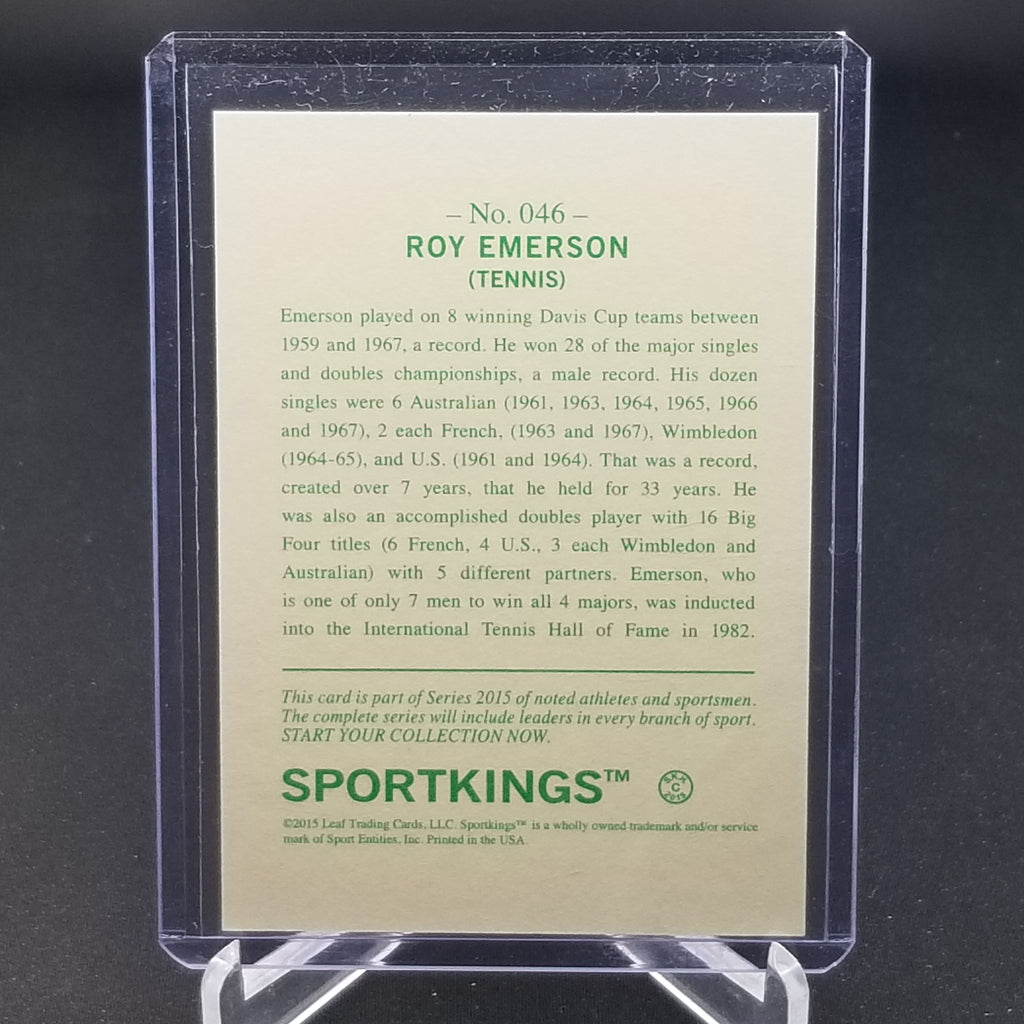 – No. 046 –
ROY EMERSON
(TENNIS)
Emerson played on 8 winning Davis Cup teams between
1959 and 1967, a record. He won 28 of the major singles
and doubles championships, a male record. His dozen
singles were 6 Australian (1961, 1963, 1964, 1965, 1966
and 1967), 2 each French, (1963 and 1967), Wimbledon
(1964-65), and U.S. (1961 and 1964). That was a record,
created over 7 years, that he held for 33 years. He
was also an accomplished doubles player with 16 Big
Four titles (6 French, 4 U.S., 3 each Wimbledon and
Australian) with 5 different partners. Emerson, who
is one of only 7 men to win all 4 majors, was inducted
into the International Tennis Hall of Fame in 1982.
This card is part of Series 2015 of noted athletes and sportsmen.
The complete series will include leaders in every branch of sport.
START YOUR COLLECTION NOW.
SPORTKINGS™
S.K.K
C
2015
©2015 Leaf Trading Cards, LLC. Sportkings™ is a wholly owned trademark and/or service
mark of Sport Entities, Inc. Printed in the USA.